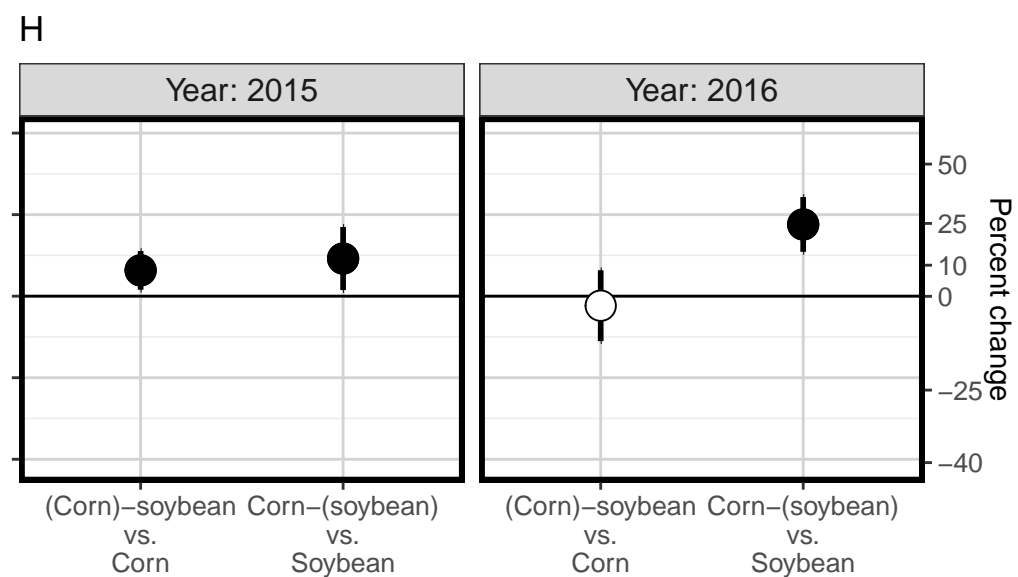 H
Year: 2015
Year: 2016
50
25
10
0
−25
−40
Percent change
(Corn)−soybean
vs.
Corn
Corn−(soybean)
vs.
Soybean
(Corn)−soybean
vs.
Corn
Corn−(soybean)
vs.
Soybean